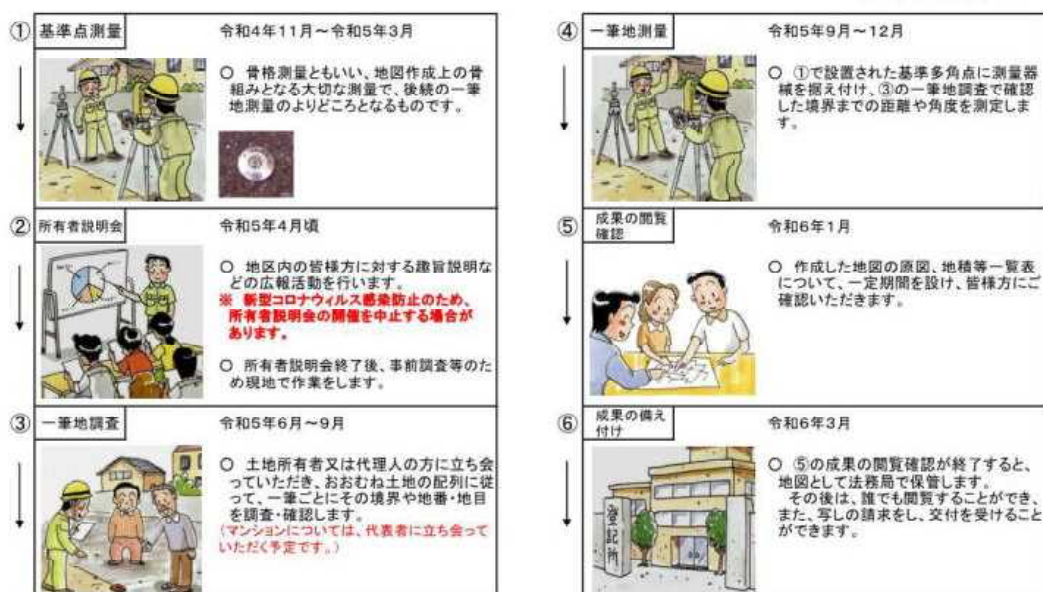 ① 基準点測量 令和4年11月～令和5年3月
○ 骨格測量ともいい、地図作成上の骨
組みとなる大切な測量で、後続の一筆
地測量のよりどころとなるものです。
② 所有者説明会 令和5年4月頃
○ 地区内の皆様方に対する趣旨説明な
どの広報活動を行います。
※ 新型コロナウィルス感染防止のため、
所有者説明会の開催を中止する場合が
あります。
○ 所有者説明会終了後、事前調査等のた
め現地で作業をします。
③ 一筆地調査 令和5年6月～9月
○ 土地所有者又は代理人の方に立ち会
っていただき、おおむね土地の配列に従
って、一筆ごとにその境界や地番・地目
を調査・確認します。
(マンションについては、代表者に立ち会って
いただく予定です。)
④ 一筆地測量 令和5年9月～12月
○ ①で設置された基準多角点に測量器
械を据え付け、③の一筆地調査で確認
した境界までの距離や角度を測定しま
す。
⑤ 成果の閲覧
確認
令和6年1月
○ 作成した地図の原図、地積等一覧表
について、一定期間を設け、皆様方にご
確認いただきます。
⑥ 成果の備え
付け
令和6年3月
○ ⑤の成果の閲覧確認が終了すると、
地図として法務局で保管します。
その後は、誰でも閲覧することができ、
また、写しの請求をし、交付を受けること
ができます。
登記所